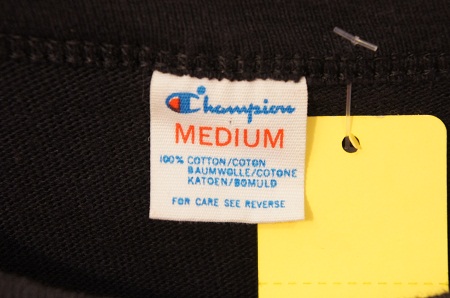 Champion
MEDIUM
100% COTTON/COTON
BAUMWOLLE/COTONE
KATOEN/BOMULD
FOR CARE SEE REVERSE